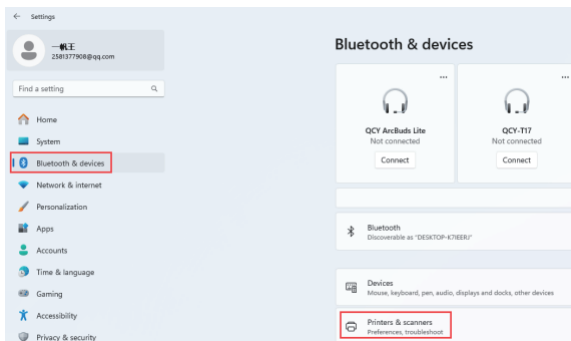 Settings
一帆王
2581377908@qq.com
Find a setting
Home
System
Bluetooth & devices
Network & internet
Personalization
Apps
Accounts
Time & language
Gaming
Accessibility
Privacy & security
Bluetooth & devices
QCY ArcBuds Lite
Not connected
Connect
QCY-T17
Not connected
Connect
Bluetooth
Discoverable as "DESKTOP-K7IEERJ"
Devices
Mouse, keyboard, pen, audio, displays and docks, other devices
Printers & scanners
Preferences, troubleshoot